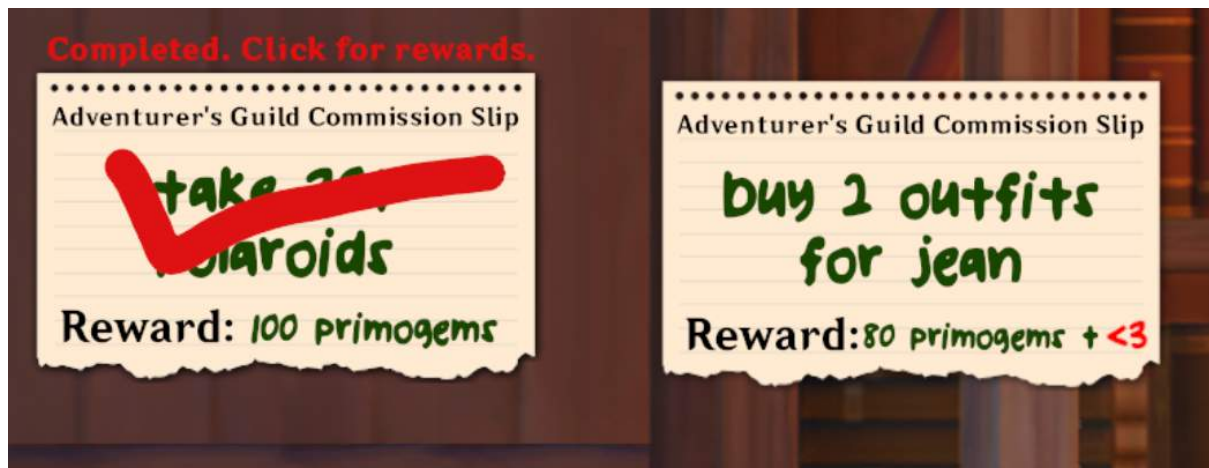 Completed. Click for rewards.
Adventurer's Guild Commission Slip
take
polaroids
Reward: 100 primogems
Adventurer's Guild Commission Slip
buy 2 outfits
for jean
Reward: 80 primogems + <3